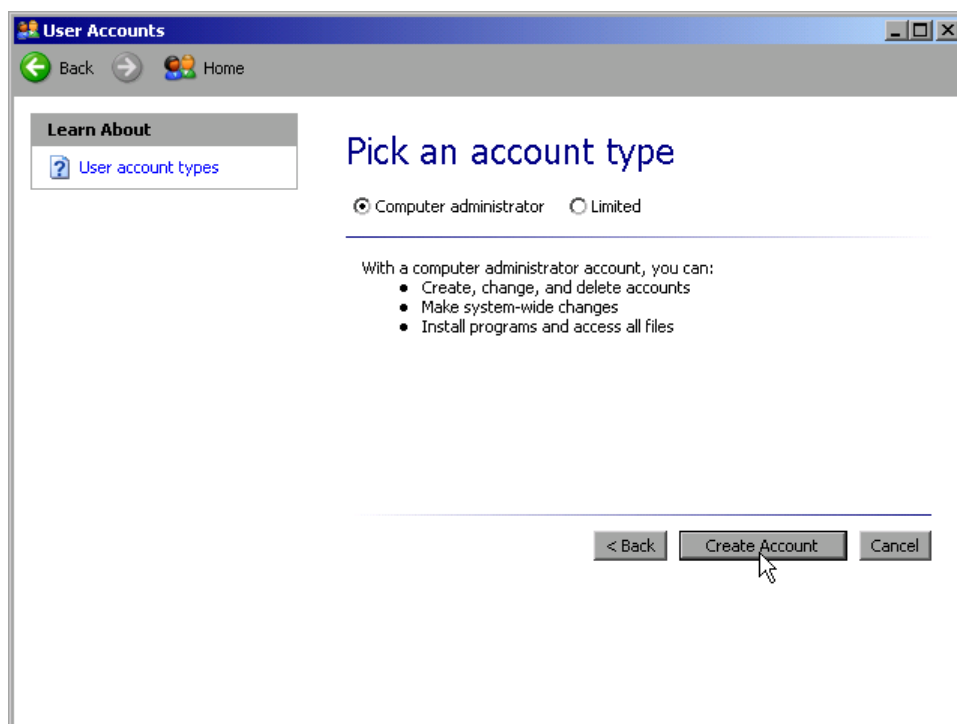 User Accounts
Back Home
Learn About
User account types
Pick an account type
Computer administrator Limited
With a computer administrator account, you can:
• Create, change, and delete accounts
• Make system-wide changes
• Install programs and access all files
< Back Create Account Cancel